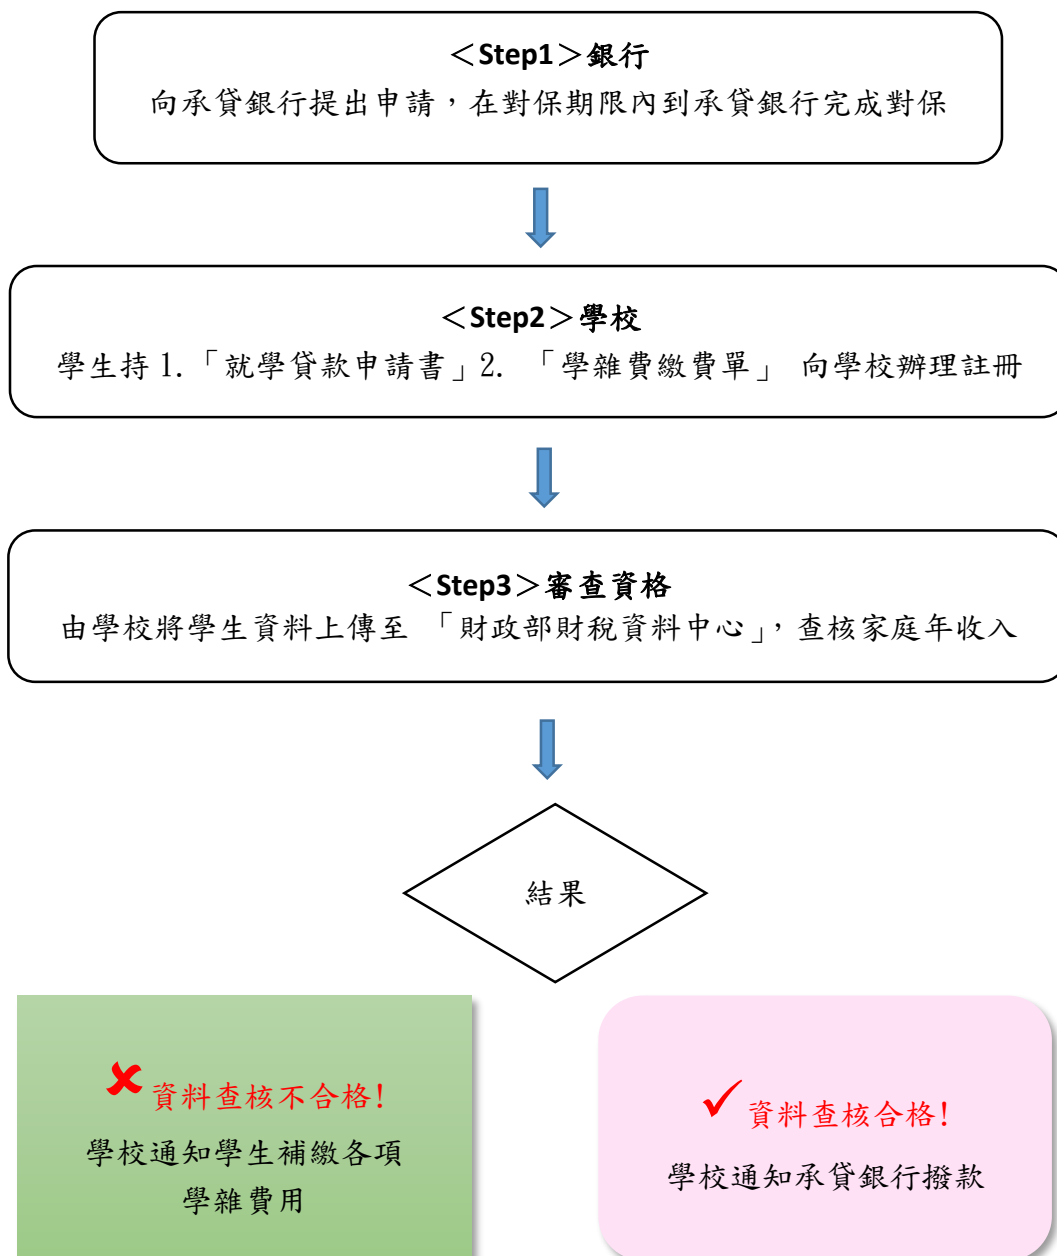 ＜Step1＞銀行
向承貸銀行提出申請，在對保期限內到承貸銀行完成對保
＜Step2＞學校
學生持 1.「就學貸款申請書」2. 「學雜費繳費單」 向學校辦理註冊
＜Step3＞審查資格
由學校將學生資料上傳至 「財政部財稅資料中心」，查核家庭年收入
結果
✘資料查核不合格!
學校通知學生補繳各項
學雜費用
✓資料查核合格!
學校通知承貸銀行撥款